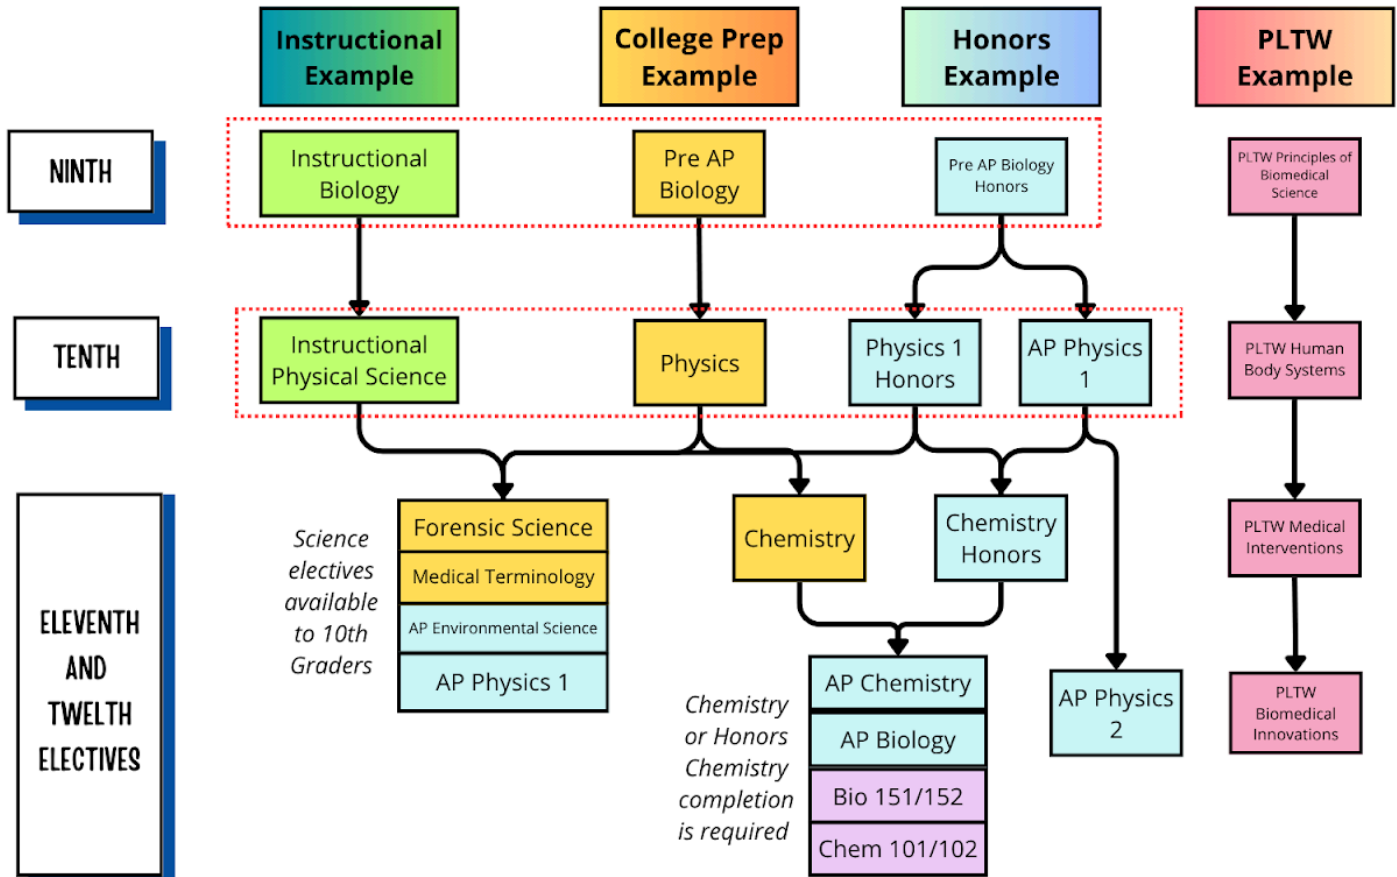 Instructional
Example
College Prep
Example
Honors
Example
PLTW
Example
NINTH
Instructional
Biology
Pre AP
Biology
Pre AP Biology
Honors
PLTW Principles of
Biomedical
Science
TENTH
Instructional
Physical Science
Physics
Physics 1
Honors
AP Physics
1
PLTW Human
Body Systems
ELEVENTH
AND
TWELTH
ELECTIVES
Science
electives
available
to 10th
Graders
Forensic Science
Medical Terminology
AP Environmental Science
AP Physics 1
Chemistry
Chemistry
Honors
PLTW Medical
Interventions
Chemistry
or Honors
Chemistry
completion
is required
AP Chemistry
AP Biology
Bio 151/152
Chem 101/102
AP Physics
2
PLTW
Biomedical
Innovations